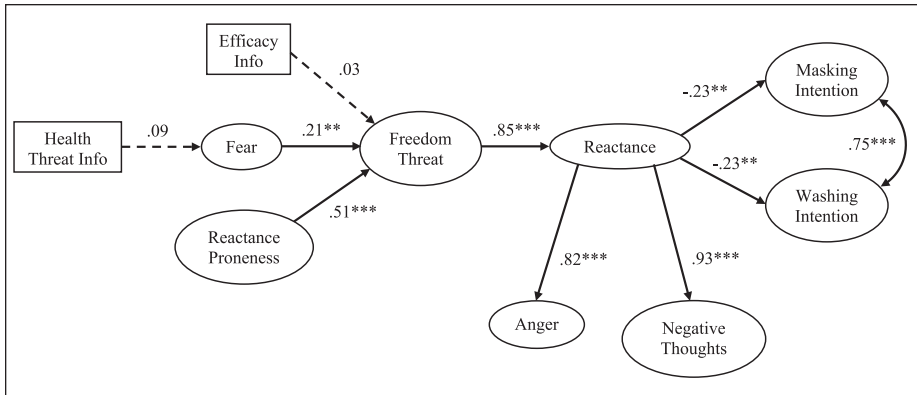 Efficacy
Info
.03
Health
Threat Info
.09
Fear
.21**
Freedom
Threat
.85***
Reactance
-.23**
Masking
Intention
.75***
-.23**
Washing
Intention
Reactance
Proneness
.51***
.82***
.93***
Anger
Negative
Thoughts